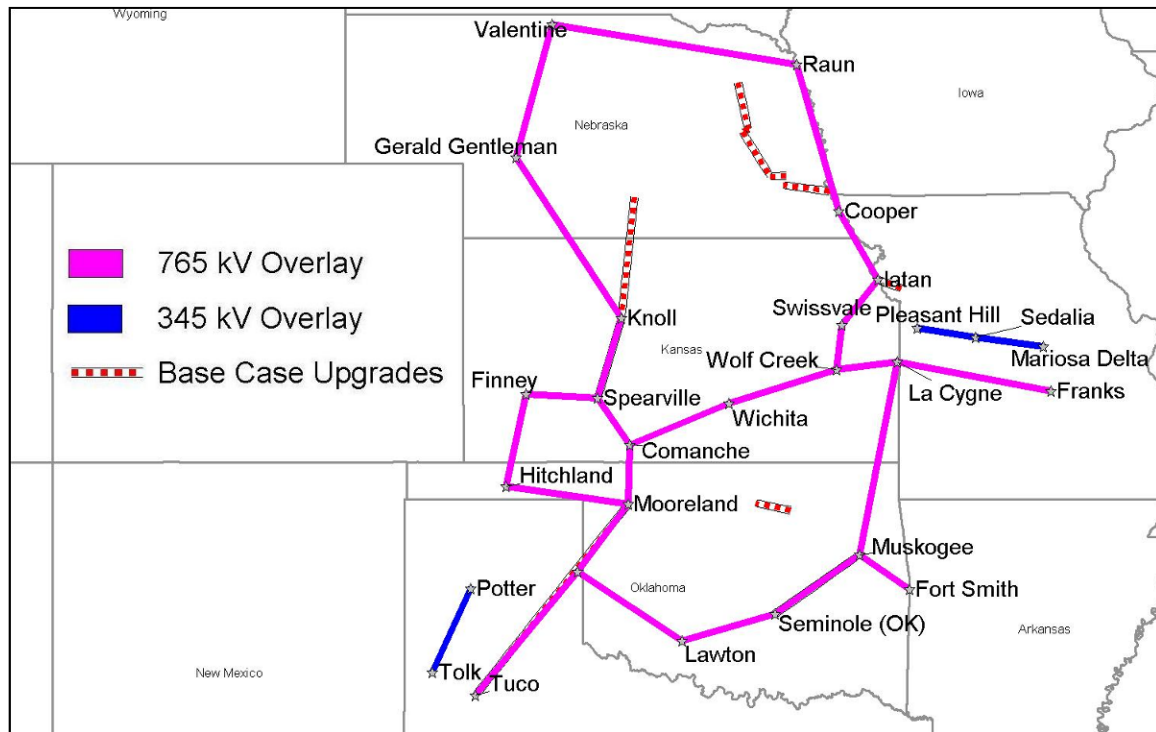 Wyoming
Valentine
Raun
Iowa
Nebraska
Gerald Gentleman
Cooper
765 kV Overlay
345 kV Overlay
Base Case Upgrades
Iatan
Swissvale
Pleasant Hill
Sedalia
Knoll
Kansas
Mariosa Delta
Wolf Creek
Finney
Spearville
La Cygne
Franks
Wichita
Comanche
Hitchland
Mooreland
Muskogee
Potter
Oklahoma
Fort Smith
Seminole (OK)
Arkansas
Lawton
New Mexico
Tolk
Tuco